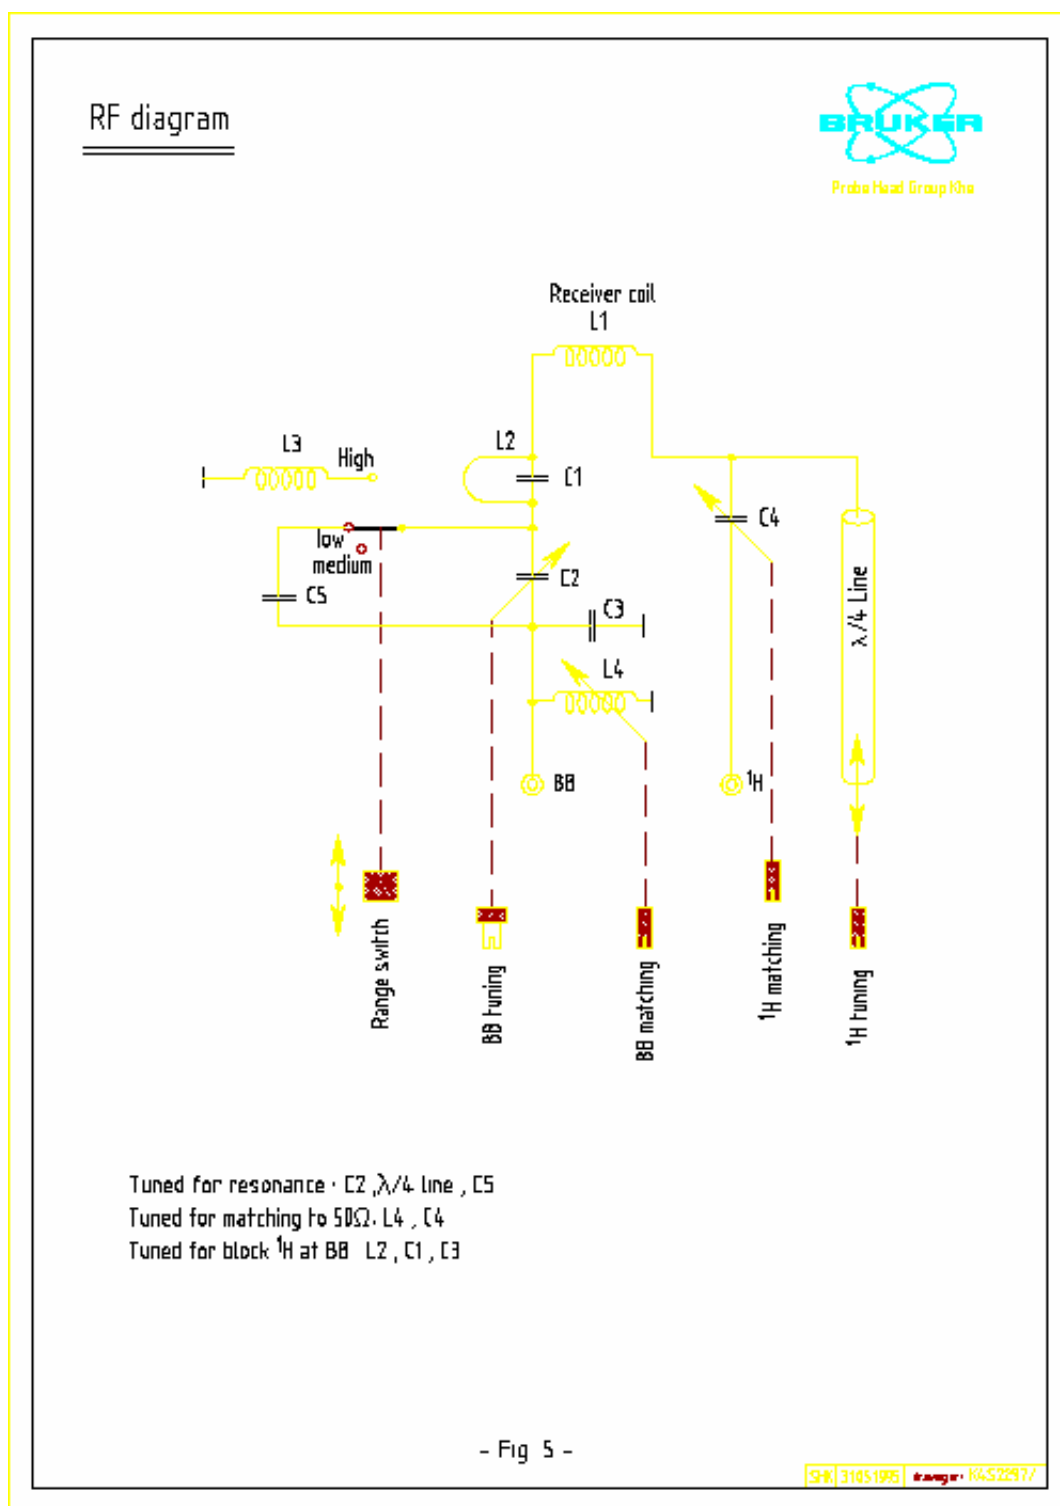 RF diagram
BRUKER
Probe Head Group Khe
Receiver coil
L1
L3
High
L2
C1
C4
low
medium
C5
C2
C3
L4
λ/4 Line
BB
¹H
Range switch
BB tuning
BB matching
¹H matching
¹H tuning
Tuned for resonance · C2 ,λ/4 line , C5
Tuned for matching to 50Ω. L4 , C4
Tuned for block ¹H at BB L2 , C1 , C3
- Fig 5 -
SHK 31051995